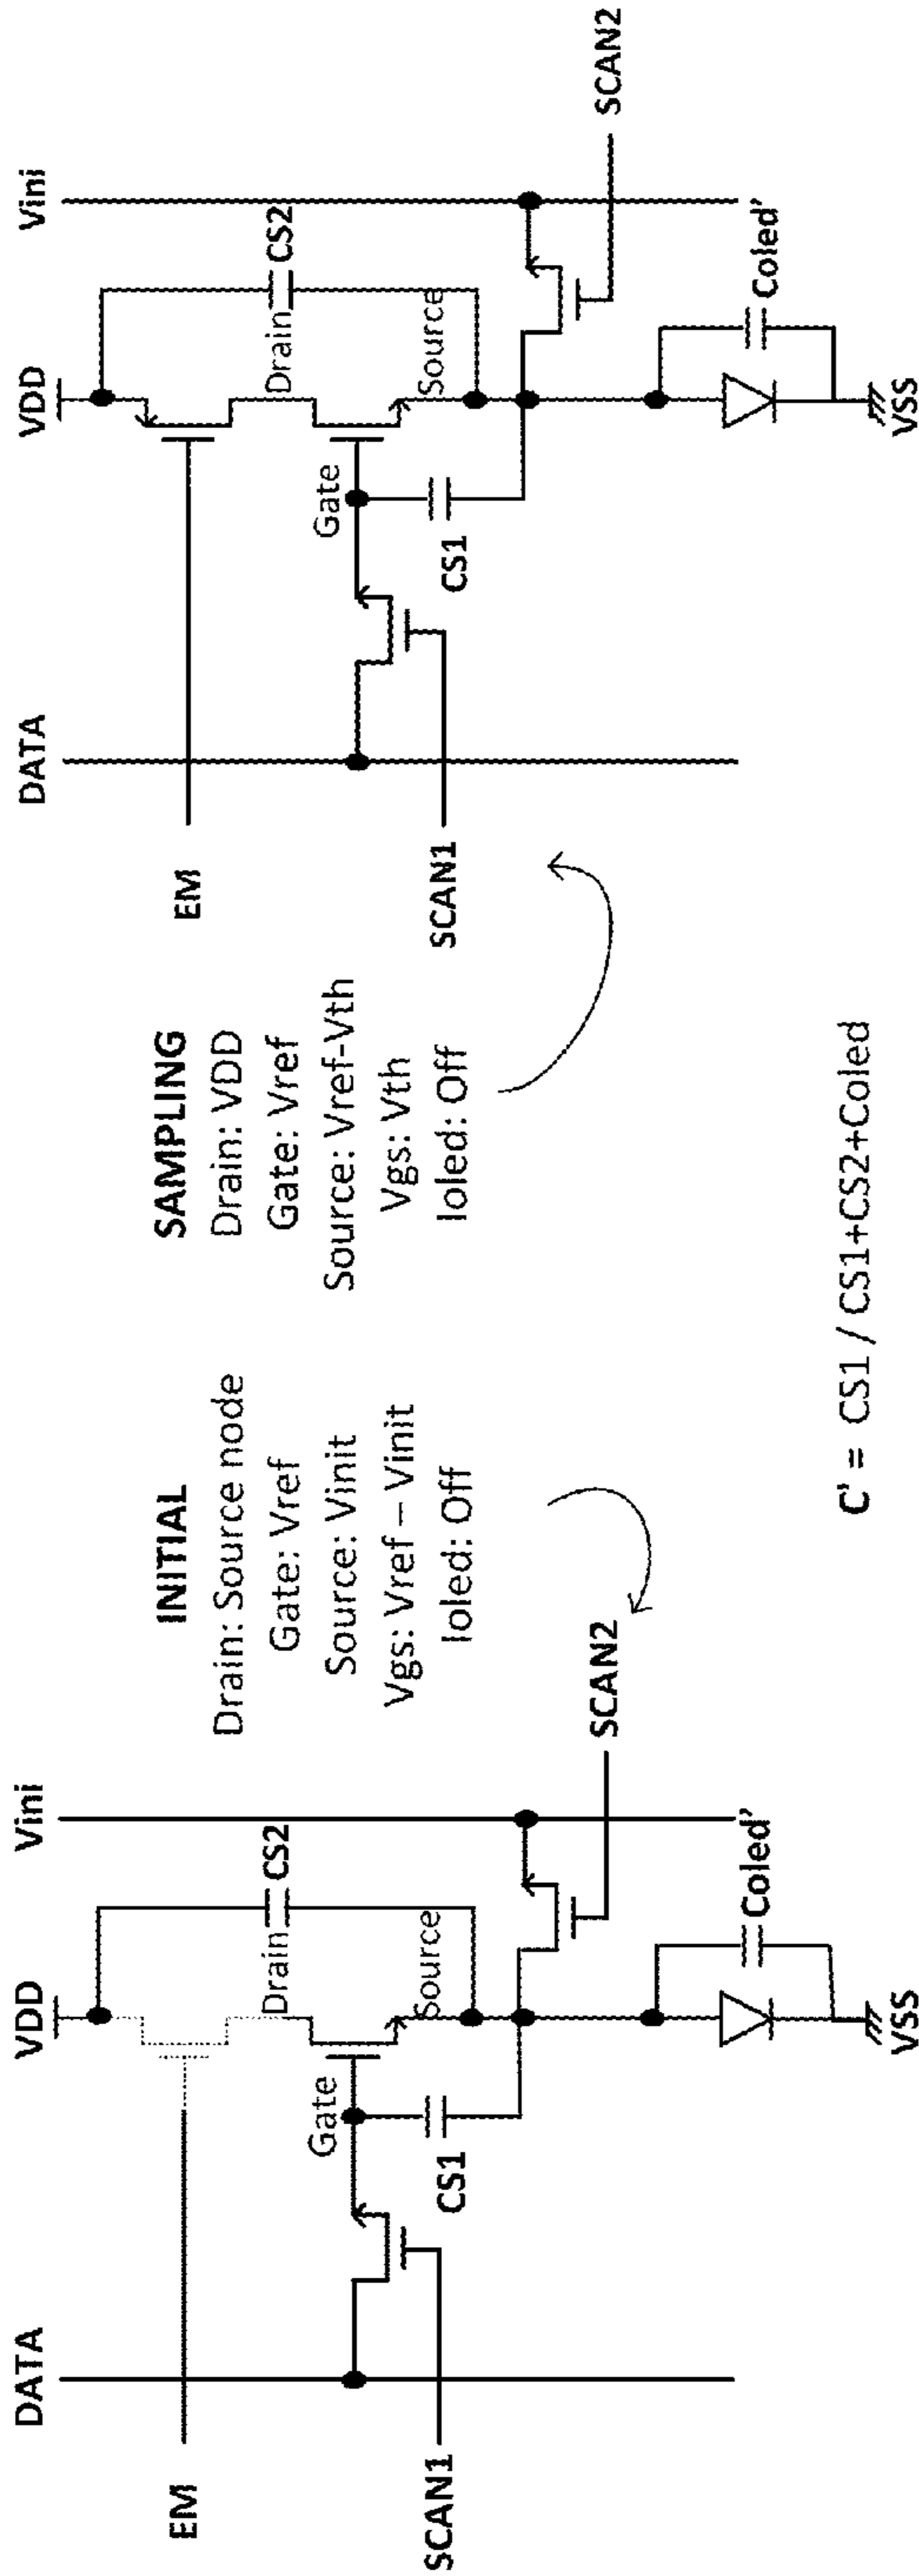 DATA
VDD
Vini
EM
Drain
CS2
Gate
Source
CS1
SCAN1
SCAN2
Coled'
VSS
INITIAL
Drain: Source node
Gate: Vref
Source: Vinit
Vgs: Vref – Vinit
Ioled: Off
SAMPLING
Drain: VDD
Gate: Vref
Source: Vref-Vth
Vgs: Vth
Ioled: Off
C' = CS1 / CS1+CS2+Coled
DATA
VDD
Vini
EM
Drain
CS2
Gate
Source
CS1
SCAN1
SCAN2
Coled'
VSS